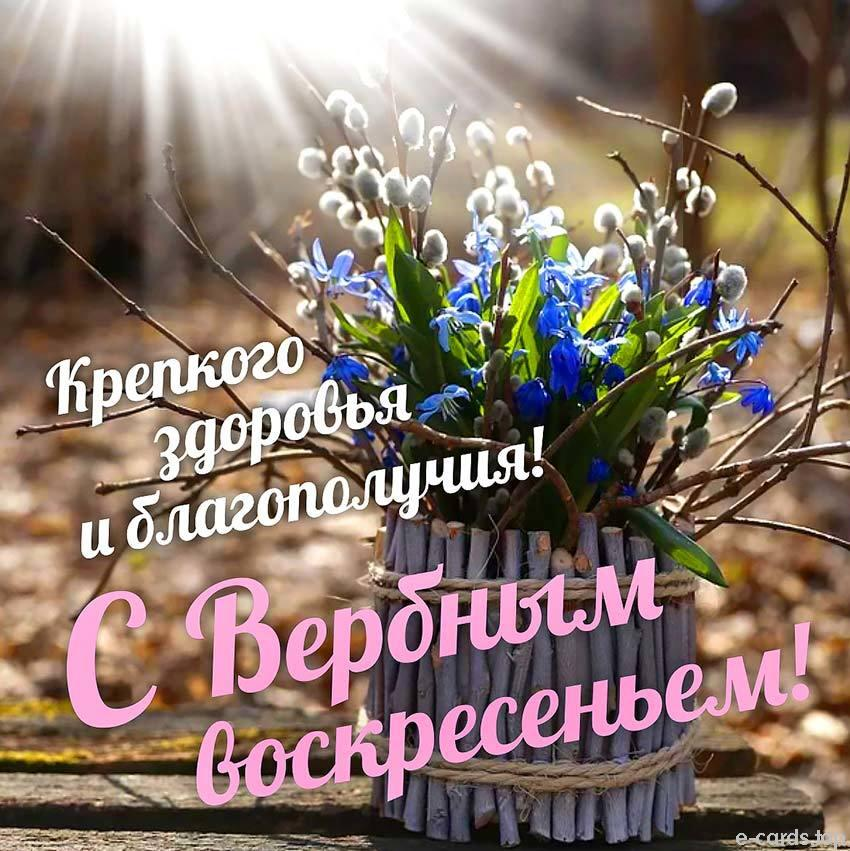 Крепкого
здоровья
и благополучия!
С Вербным
воскресеньем!
e-cards.top